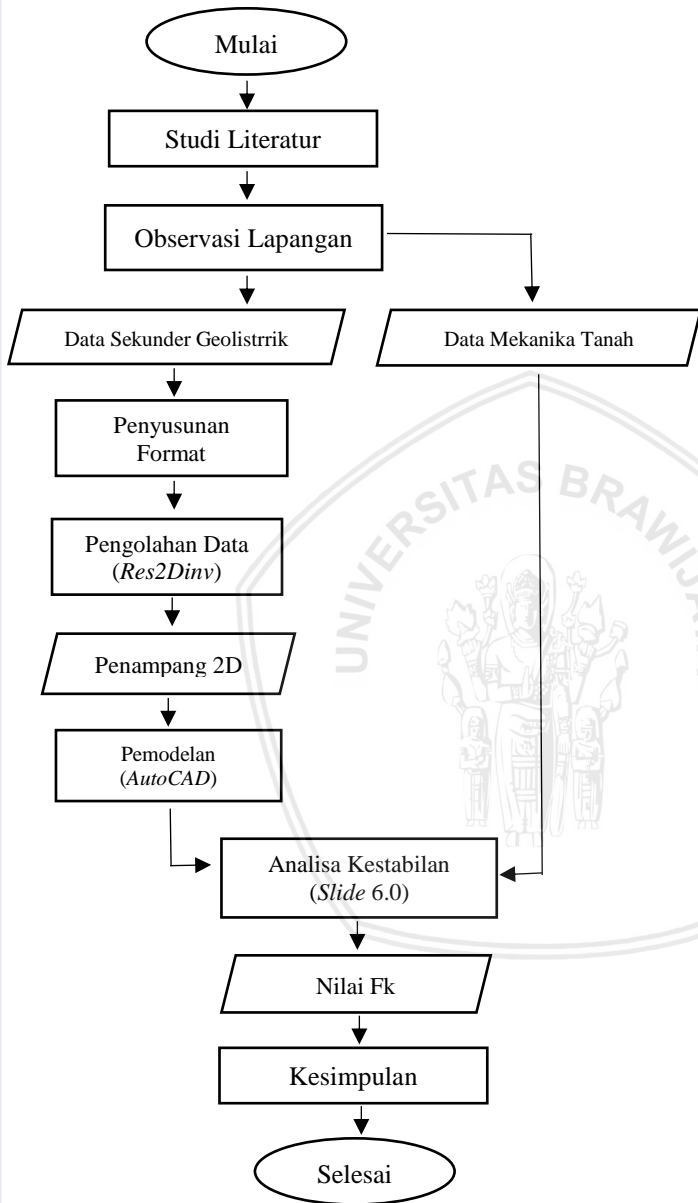 Mulai
Studi Literatur
Observasi Lapangan
Data Sekunder Geolistrrik
Data Mekanika Tanah
Penyusunan
Format
Pengolahan Data
(Res2Dinv)
Penampang 2D
Pemodelan
(AutoCAD)
Analisa Kestabilan
(Slide 6.0)
Nilai Fk
Kesimpulan
Selesai
UNIVERSITAS BRAWIJA